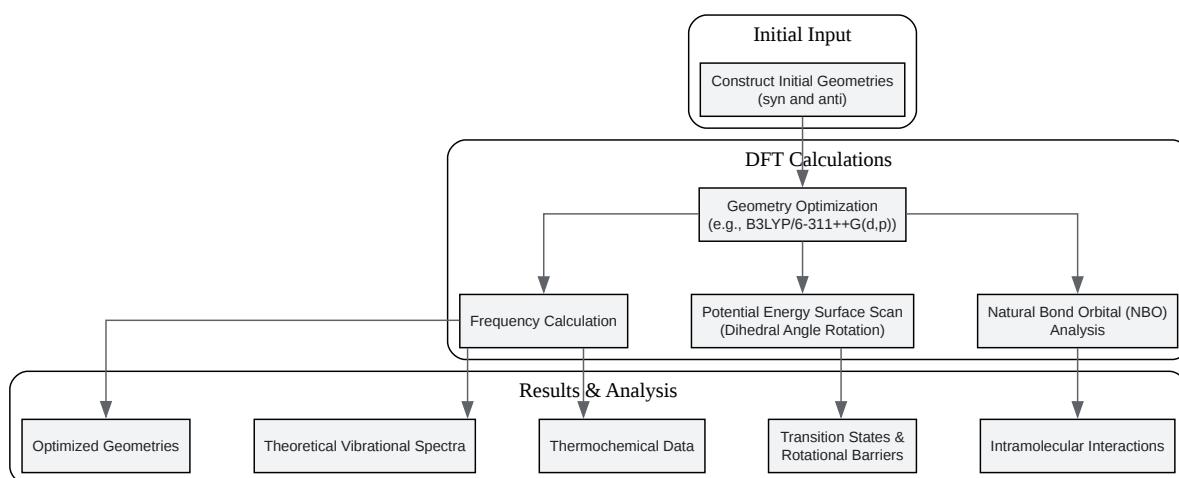 Initial Input
Construct Initial Geometries
(syn and anti)
DFT Calculations
Geometry Optimization
(e.g., B3LYP/6-311++G(d,p))
Frequency Calculation
Potential Energy Surface Scan
(Dihedral Angle Rotation)
Natural Bond Orbital (NBO)
Analysis
Results & Analysis
Optimized Geometries
Theoretical Vibrational Spectra
Thermochemical Data
Transition States &
Rotational Barriers
Intramolecular Interactions